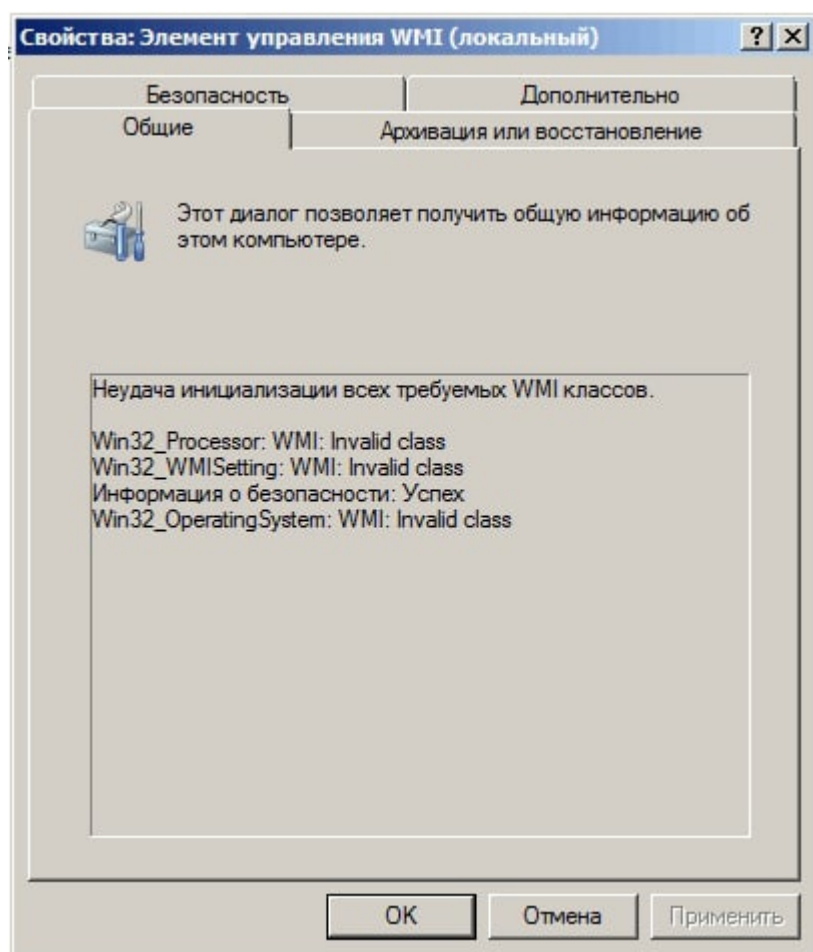 Свойства: Элемент управления WMI (локальный)
Безопасность
Дополнительно
Общие
Архивация или восстановление
Этот диалог позволяет получить общую информацию об
этом компьютере.
Неудача инициализации всех требуемых WMI классов.
Win32_Processor: WMI: Invalid class
Win32_WMISetting: WMI: Invalid class
Информация о безопасности: Успех
Win32_OperatingSystem: WMI: Invalid class
OK
Отмена
Применить